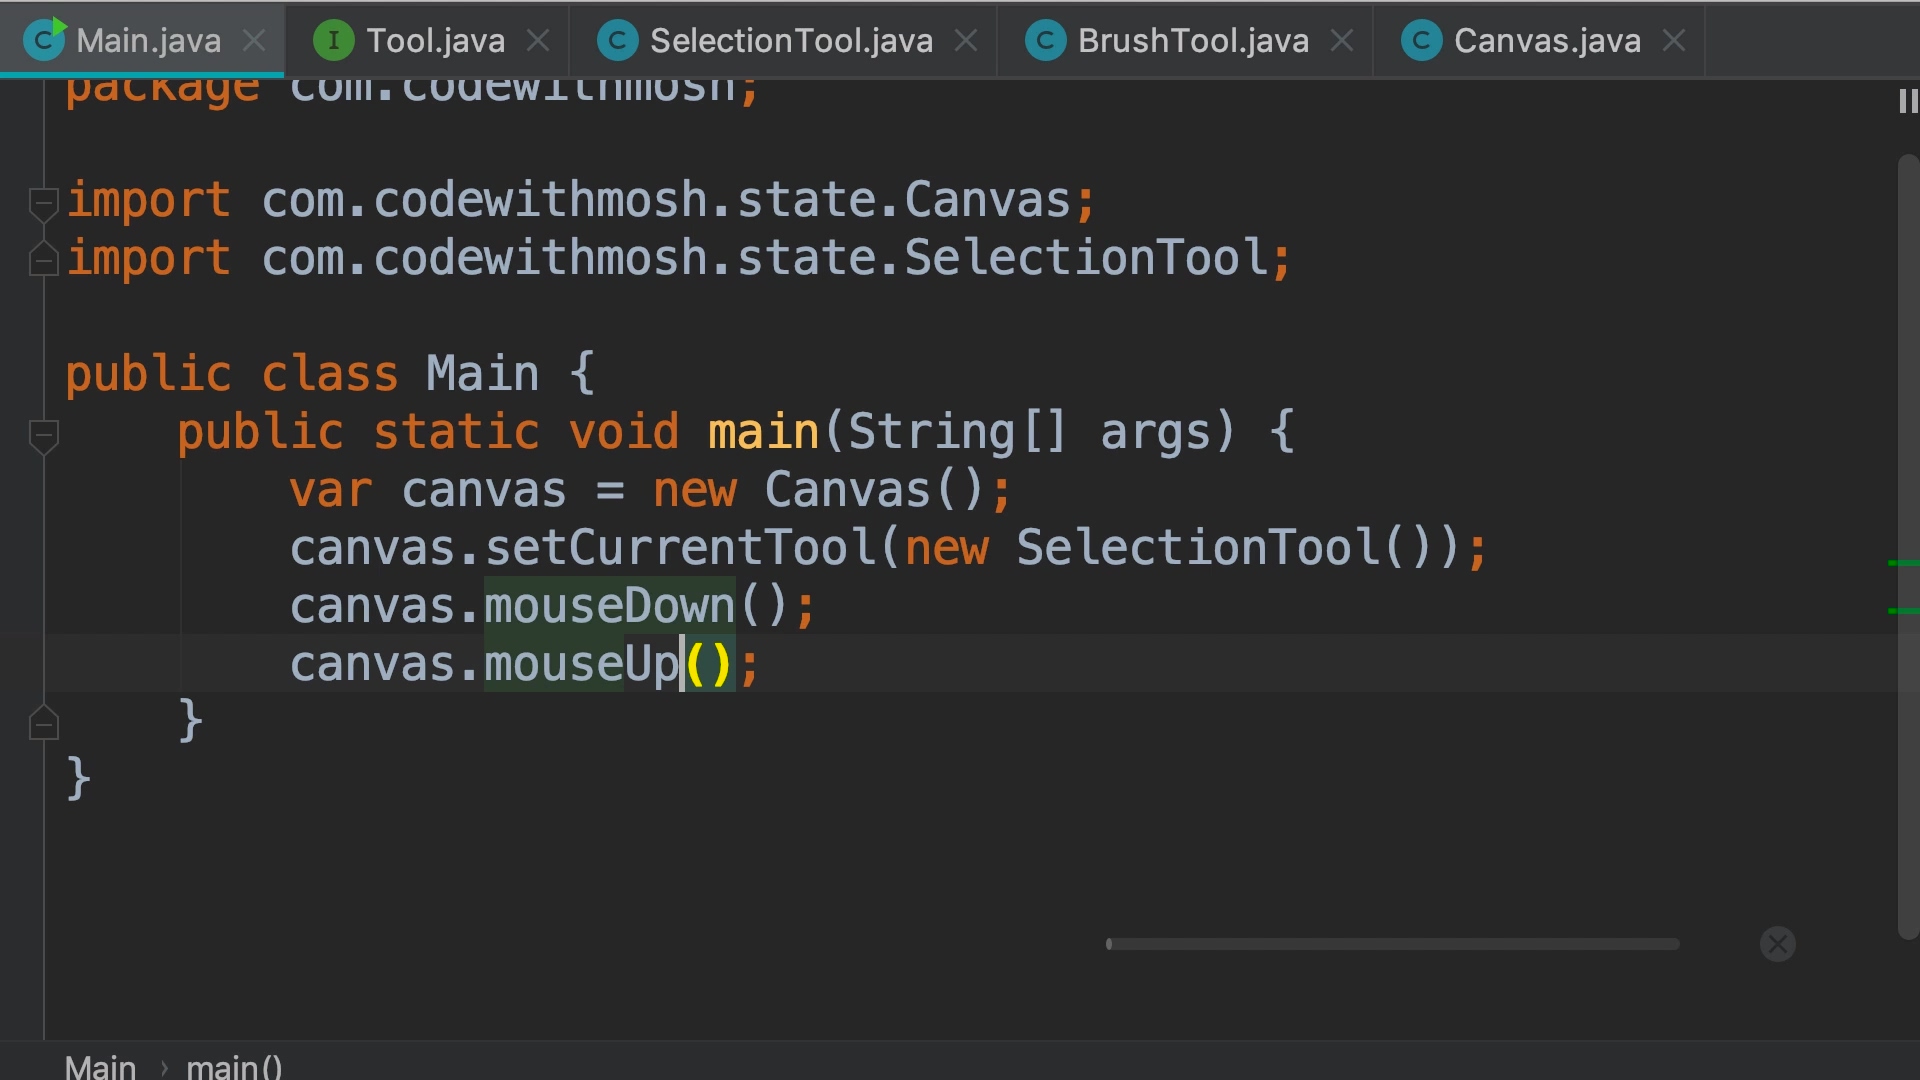 Main.java Tool.java SelectionTool.java BrushTool.java Canvas.java
package com.codewithmosh;
import com.codewithmosh.state.Canvas;
import com.codewithmosh.state.SelectionTool;
public class Main {
public static void main(String[] args) {
var canvas = new Canvas();
canvas.setCurrentTool(new SelectionTool());
canvas.mouseDown();
canvas.mouseUp();
}
}
Main › main()